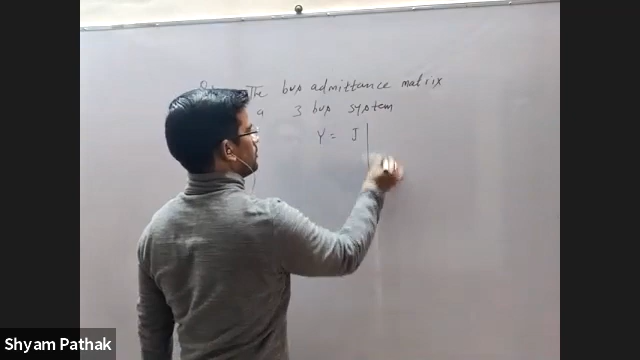 The bus admittance matrix
a 3 bus system
Y = J
Shyam Pathak